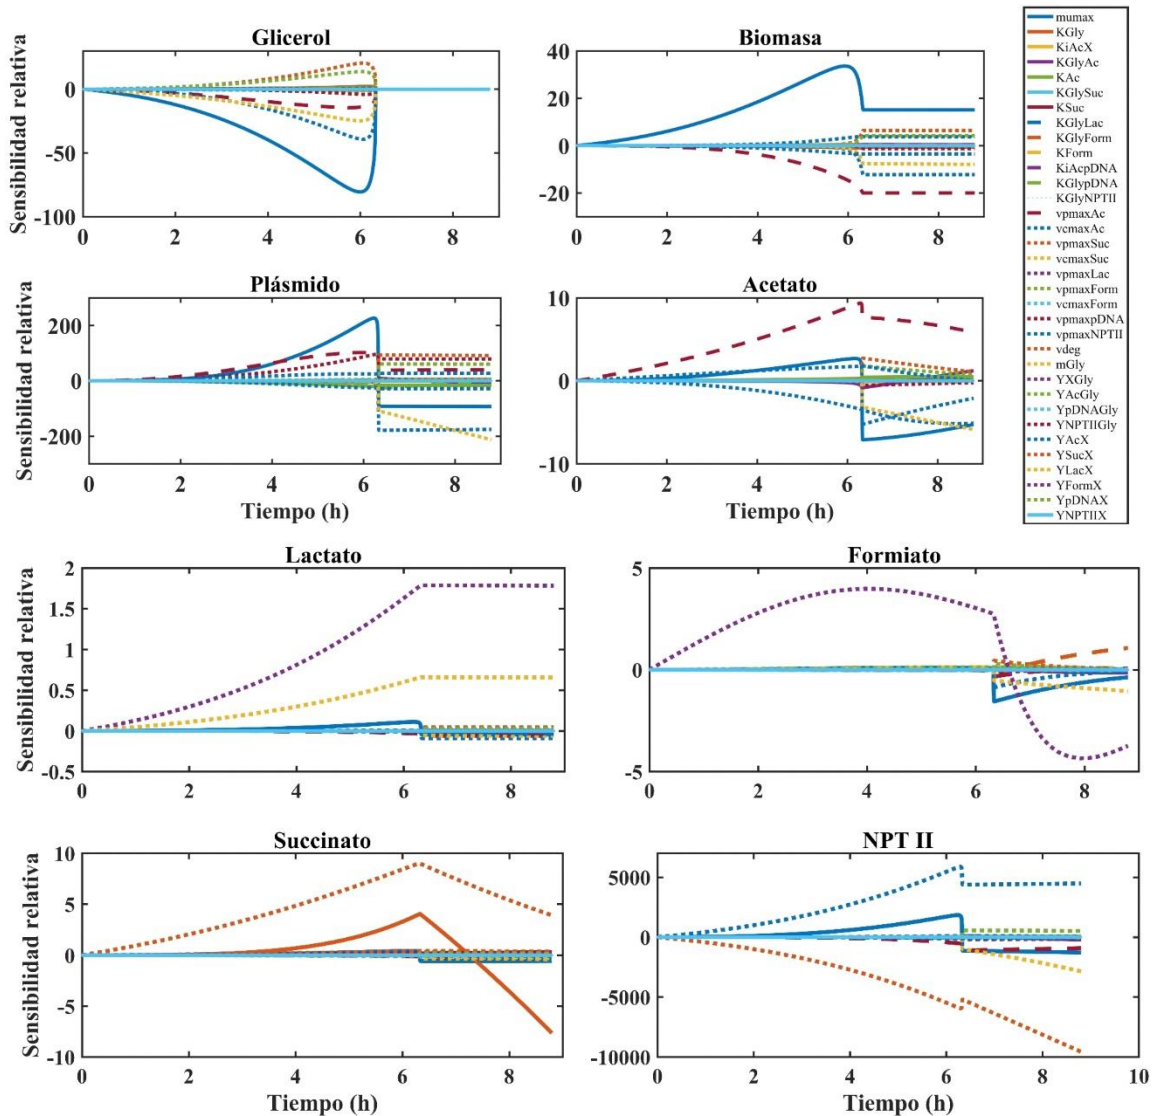 Glicerol
Sensibilidad relativa
0
-50
-100
0 2 4 6 8
Biomasa
40
20
0
-20
0 2 4 6 8
Plásmido
Sensibilidad relativa
200
0
-200
0 2 4 6 8
Tiempo (h)
Acetato
10
0
-10
0 2 4 6 8
Tiempo (h)
mumax
KGly
KiAcX
KGlyAc
KAc
KGlySuc
KSuc
KGlyLac
KGlyForm
KForm
KiAcpDNA
KGlypDNA
KGlyNPTII
vpmaxAc
vcmaxAc
vpmaxSuc
vcmaxSuc
vpmaxLac
vpmaxForm
vcmaxForm
vpmaxpDNA
vpmaxNPTII
vdeg
mGly
YXGly
YAcGly
YpDNAGly
YNPTIIGly
YAcX
YSucX
YLacX
YFormX
YpDNAX
YNPTIIX
Lactato
Sensibilidad relativa
2
1.5
1
0.5
0
-0.5
0 2 4 6 8
Formiato
5
0
-5
0 2 4 6 8
Succinato
Sensibilidad relativa
10
5
0
-5
-10
0 2 4 6 8
Tiempo (h)
NPT II
5000
0
-5000
-10000
0 2 4 6 8 10
Tiempo (h)